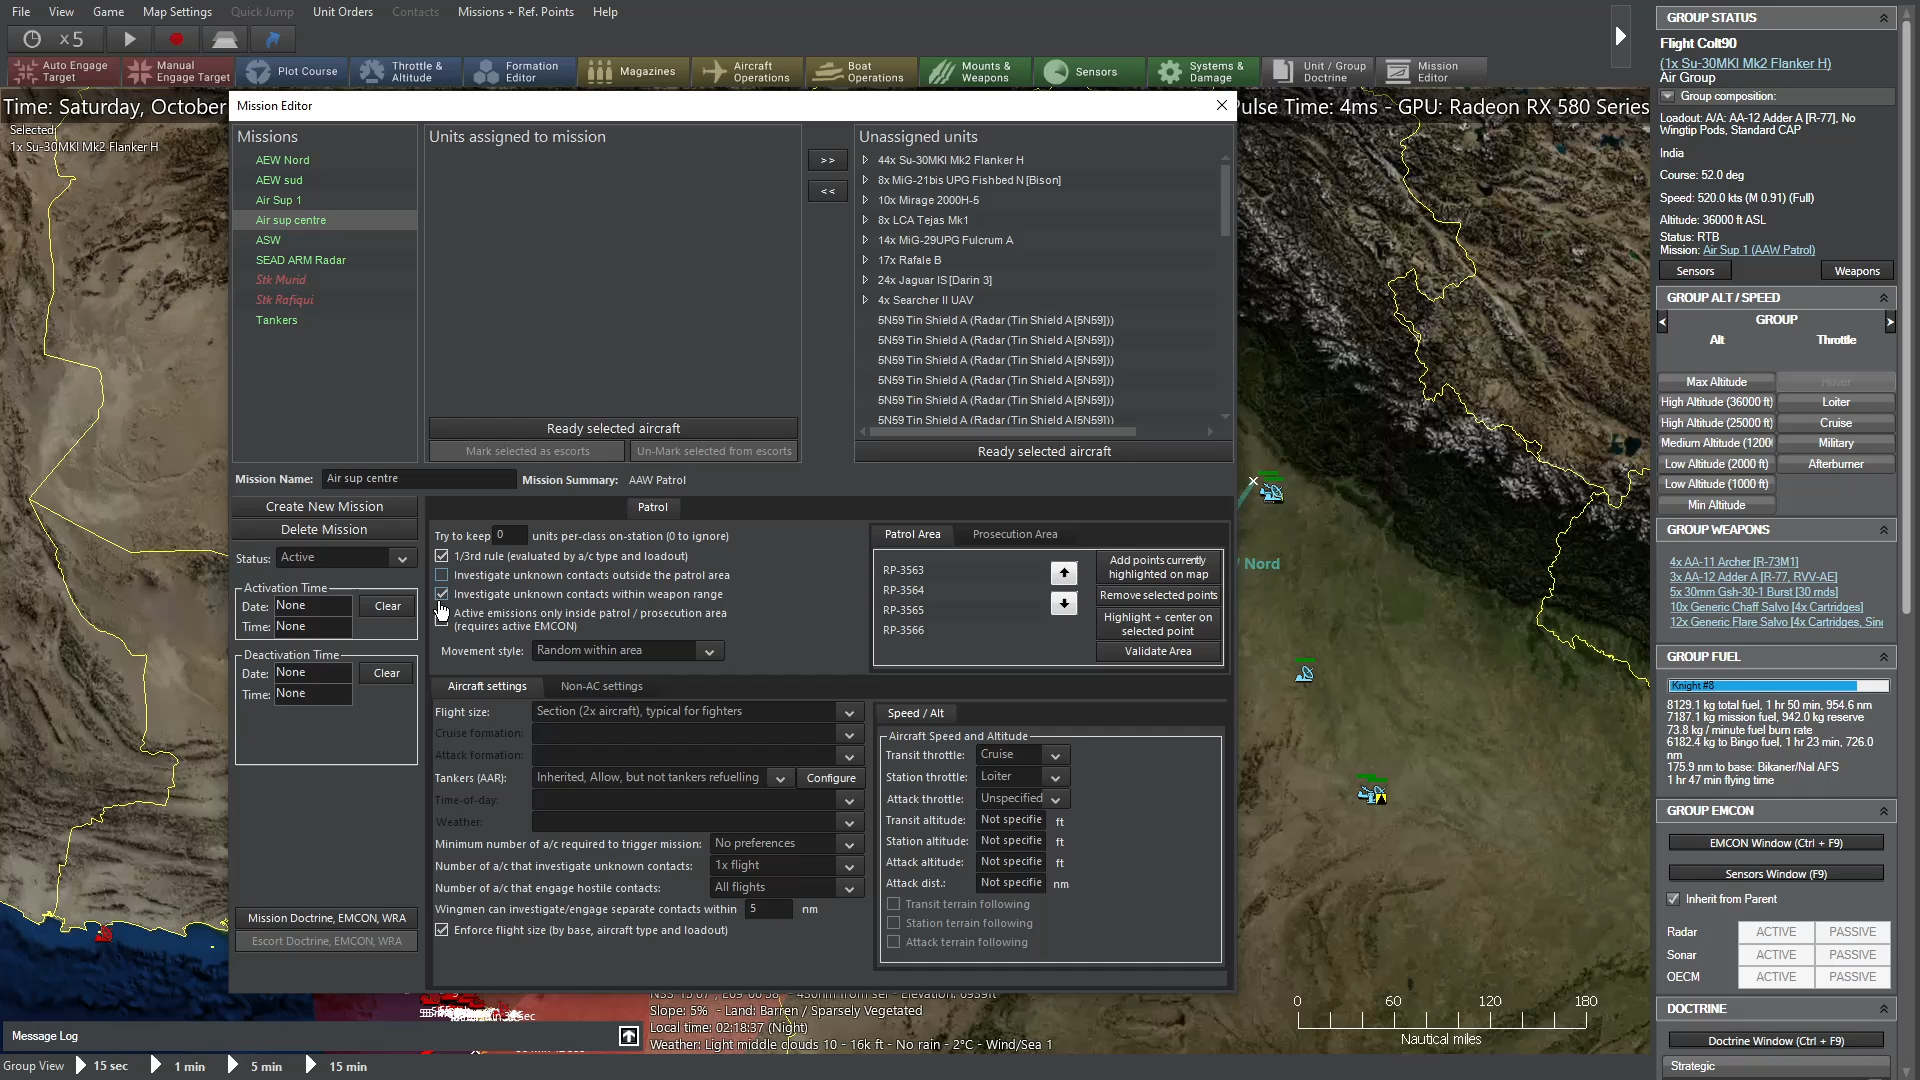 File View Game Map Settings Quick Jump Unit Orders Contacts Missions + Ref. Points Help
x5
Auto Engage Target
Manual Engage Target
Plot Course
Throttle & Altitude
Formation Editor
Magazines
Aircraft Operations
Boat Operations
Mounts & Weapons
Sensors
Systems & Damage
Unit / Group Doctrine
Mission Editor
Time: Saturday, October
Pulse Time: 4ms - GPU: Radeon RX 580 Series
Selected:
1x Su-30MKI Mk2 Flanker H
Mission Editor
Missions
AEW Nord
AEW sud
Air Sup 1
Air sup centre
ASW
SEAD ARM Radar
Stk Murid
Stk Rafiqui
Tankers
Units assigned to mission
>>
<<
Unassigned units
44x Su-30MKI Mk2 Flanker H
8x MiG-21bis UPG Fishbed N [Bison]
10x Mirage 2000H-5
8x LCA Tejas Mk1
14x MiG-29UPG Fulcrum A
17x Rafale B
24x Jaguar IS [Darin 3]
4x Searcher II UAV
5N59 Tin Shield A (Radar (Tin Shield A [5N59]))
5N59 Tin Shield A (Radar (Tin Shield A [5N59]))
5N59 Tin Shield A (Radar (Tin Shield A [5N59]))
5N59 Tin Shield A (Radar (Tin Shield A [5N59]))
5N59 Tin Shield A (Radar (Tin Shield A [5N59]))
5N59 Tin Shield A (Radar (Tin Shield A [5N59]))
Ready selected aircraft
Mark selected as escorts
Un-Mark selected from escorts
Ready selected aircraft
Mission Name: Air sup centre
Mission Summary: AAW Patrol
Create New Mission
Delete Mission
Status: Active
Activation Time
Date: None
Clear
Time: None
Deactivation Time
Date: None
Clear
Time: None
Mission Doctrine, EMCON, WRA
Escort Doctrine, EMCON, WRA
Patrol
Try to keep 0 units per-class on-station (0 to ignore)
1/3rd rule (evaluated by a/c type and loadout)
Investigate unknown contacts outside the patrol area
Investigate unknown contacts within weapon range
Active emissions only inside patrol / prosecution area
(requires active EMCON)
Movement style: Random within area
Patrol Area
Prosecution Area
RP-3563
RP-3564
RP-3565
RP-3566
Add points currently highlighted on map
Remove selected points
Highlight + center on selected point
Validate Area
Aircraft settings
Non-AC settings
Flight size: Section (2x aircraft), typical for fighters
Cruise formation:
Attack formation:
Tankers (AAR): Inherited, Allow, but not tankers refuelling
Configure
Time-of-day:
Weather:
Minimum number of a/c required to trigger mission: No preferences
Number of a/c that investigate unknown contacts: 1x flight
Number of a/c that engage hostile contacts: All flights
Wingmen can investigate/engage separate contacts within 5 nm
Enforce flight size (by base, aircraft type and loadout)
Speed / Alt
Aircraft Speed and Altitude
Transit throttle: Cruise
Station throttle: Loiter
Attack throttle: Unspecified
Transit altitude: Not specifie ft
Station altitude: Not specifie ft
Attack altitude: Not specifie ft
Attack dist.: Not specifie nm
Transit terrain following
Station terrain following
Attack terrain following
Nord
0 60 120 180
Nautical miles
Slope: 5% - Land: Barren / Sparsely Vegetated
Local time: 02:18:37 (Night)
Weather: Light middle clouds 10 - 16k ft - No rain - 2°C - Wind/Sea 1
Message Log
Group View
15 sec
1 min
5 min
15 min
GROUP STATUS
Flight Colt90
(1x Su-30MKI Mk2 Flanker H)
Air Group
Group composition:
Loadout: A/A: AA-12 Adder A [R-77], No
Wingtip Pods, Standard CAP
India
Course: 52.0 deg
Speed: 520.0 kts (M 0.91) (Full)
Altitude: 36000 ft ASL
Status: RTB
Mission: Air Sup 1 (AAW Patrol)
Sensors
Weapons
GROUP ALT / SPEED
GROUP
Alt Throttle
Max Altitude Hover
High Altitude (36000 ft) Loiter
High Altitude (25000 ft) Cruise
Medium Altitude (1200( Military
Low Altitude (2000 ft) Afterburner
Low Altitude (1000 ft)
Min Altitude
GROUP WEAPONS
4x AA-11 Archer [R-73M1]
3x AA-12 Adder A [R-77, RVV-AE]
5x 30mm Gsh-30-1 Burst [30 rnds]
10x Generic Chaff Salvo [4x Cartridges]
12x Generic Flare Salvo [4x Cartridges, Sin
GROUP FUEL
Knight #8
8129.1 kg total fuel, 1 hr 50 min, 954.6 nm
7187.1 kg mission fuel, 942.0 kg reserve
73.8 kg / minute fuel burn rate
6182.4 kg to Bingo fuel, 1 hr 23 min, 726.0
nm
175.9 nm to base: Bikaner/Nal AFS
1 hr 47 min flying time
GROUP EMCON
EMCON Window (Ctrl + F9)
Sensors Window (F9)
Inherit from Parent
Radar ACTIVE PASSIVE
Sonar ACTIVE PASSIVE
OECM ACTIVE PASSIVE
DOCTRINE
Doctrine Window (Ctrl + F9)
Strategic